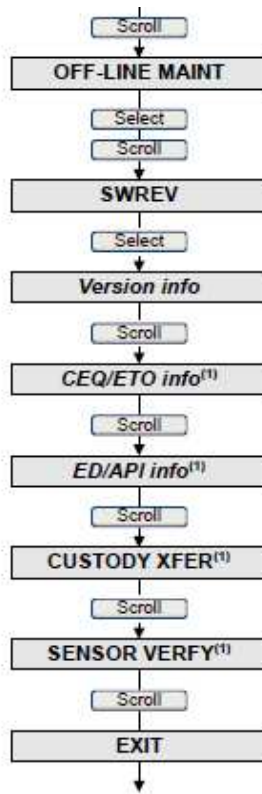 Scroll
OFF-LINE MAINT
Select
Scroll
SWREV
Select
Version info
Scroll
CEQ/ETO info(1)
Scroll
ED/API info(1)
Scroll
CUSTODY XFER(1)
Scroll
SENSOR VERFY(1)
Scroll
EXIT